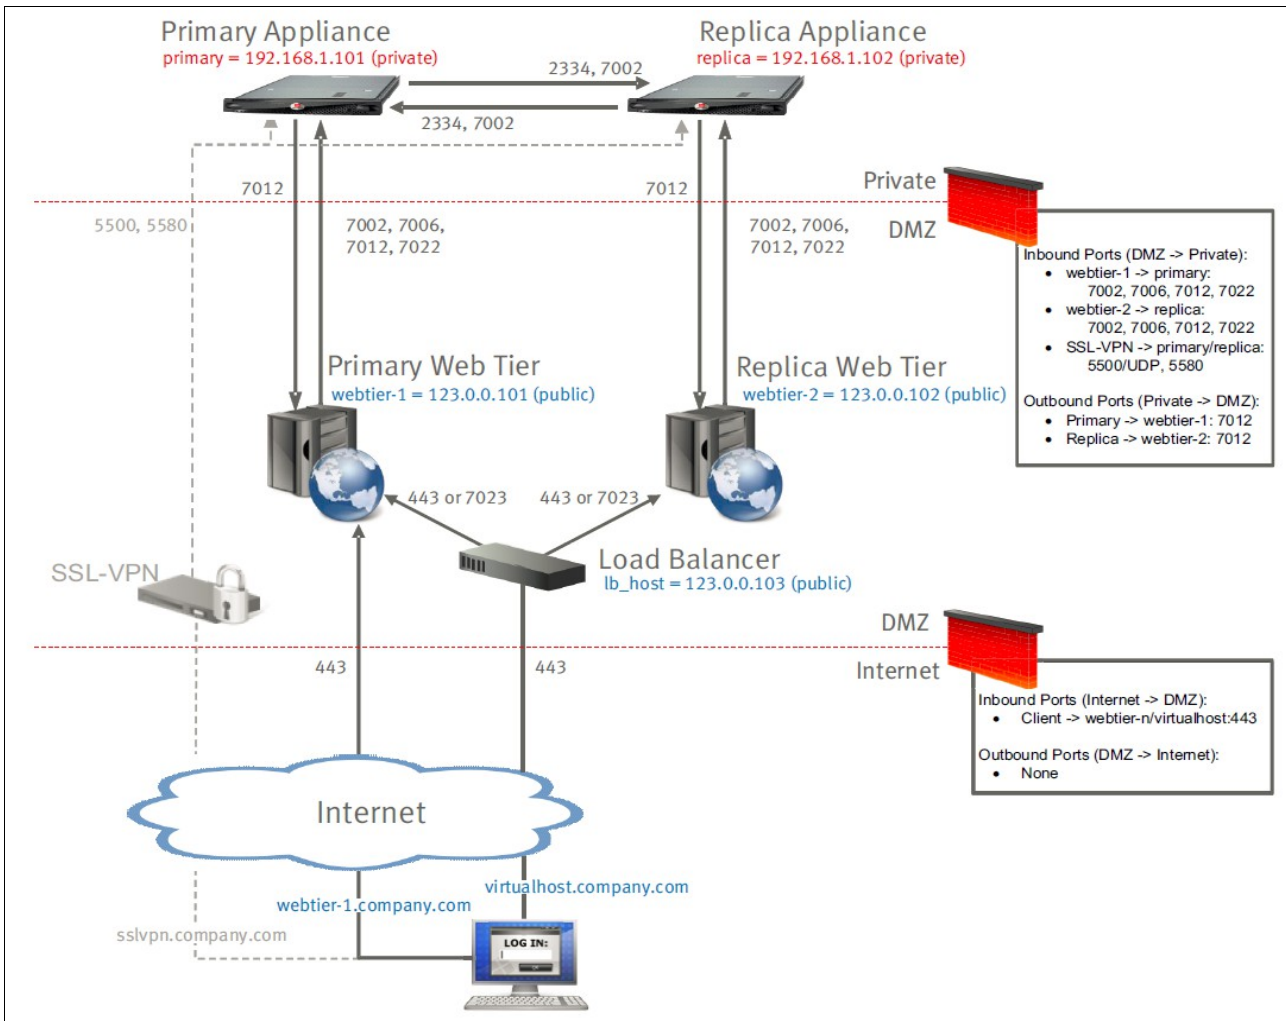 Primary Appliance
primary = 192.168.1.101 (private)
Replica Appliance
replica = 192.168.1.102 (private)
2334, 7002
2334, 7002
7012
7012
Private
DMZ
5500, 5580
7002, 7006,
7012, 7022
7002, 7006,
7012, 7022
Inbound Ports (DMZ -> Private):
• webtier-1 -> primary:
7002, 7006, 7012, 7022
• webtier-2 -> replica:
7002, 7006, 7012, 7022
• SSL-VPN -> primary/replica:
5500/UDP, 5580
Outbound Ports (Private -> DMZ):
• Primary -> webtier-1: 7012
• Replica -> webtier-2: 7012
Primary Web Tier
webtier-1 = 123.0.0.101 (public)
Replica Web Tier
webtier-2 = 123.0.0.102 (public)
443 or 7023
443 or 7023
SSL-VPN
Load Balancer
lb_host = 123.0.0.103 (public)
DMZ
Internet
443
443
Inbound Ports (Internet -> DMZ):
• Client -> webtier-n/virtualhost:443
Outbound Ports (DMZ -> Internet):
• None
Internet
virtualhost.company.com
webtier-1.company.com
sslvpn.company.com
LOG IN: